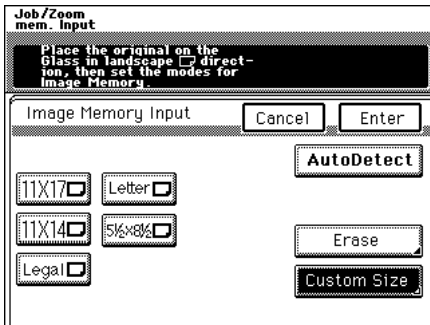 Job/Zoom
mem. Input
Place the original on the
Glass in landscape direct-
ion, then set the modes for
Image Memory.
Image Memory Input
Cancel
Enter
AutoDetect
11X17
Letter
11X14
5½x8½
Legal
Erase
Custom Size